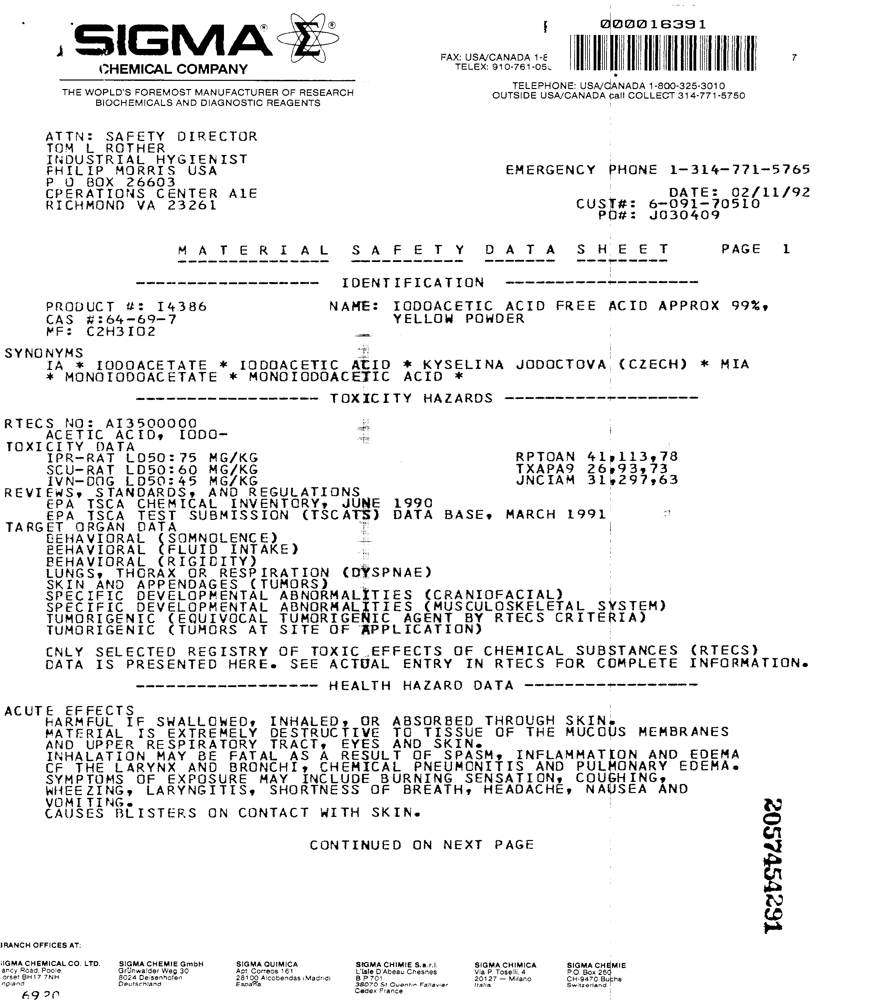 SIGMA
CHEMICAL COMPANY
THE WORLD'S FOREMOST MANUFACTURER OF RESEARCH
BIOCHEMICALS AND DIAGNOSTIC REAGENTS
000016391
FAX: USA/CANADA 1-8
TELEX: 910-761-05
7
TELEPHONE: USA/CANADA 1-800-325-3010
OUTSIDE USA/CANADA call COLLECT 314-771-5750
ATTN: SAFETY DIRECTOR
TOM L ROTHER
INDUSTRIAL HYGIENIST
PHILIP MORRIS USA
P O BOX 26603
OPERATIONS CENTER A1E
RICHMOND VA 23261
EMERGENCY PHONE 1-314-771-5765
DATE: 02/11/92
CUST#: 6-091-70510
PO#: J030409
MATERIAL SAFETY DATA SHEET PAGE 1
------------------ IDENTIFICATION ------------------
PRODUCT #: I4386 NAME: IODOACETIC ACID FREE ACID APPROX 99%,
CAS #:64-69-7 YELLOW POWDER
MF: C2H3IO2
SYNONYMS
IA * IODOACETATE * IODOACETIC ACID * KYSELINA JODOCTOVA (CZECH) * MIA
* MONOIODOACETATE * MONOIODOACETIC ACID *
------------------ TOXICITY HAZARDS ------------------
RTECS NO: AI3500000
ACETIC ACID, IODO-
TOXICITY DATA
IPR-RAT LD50:75 MG/KG RPTOAN 41,113,78
SCU-RAT LD50:60 MG/KG TXAPA9 26,93,73
IVN-DOG LD50:45 MG/KG JNCIAM 31,297,63
REVIEWS, STANDARDS, AND REGULATIONS
EPA TSCA CHEMICAL INVENTORY, JUNE 1990
EPA TSCA TEST SUBMISSION (TSCATS) DATA BASE, MARCH 1991
TARGET ORGAN DATA
BEHAVIORAL (SOMNOLENCE)
BEHAVIORAL (FLUID INTAKE)
BEHAVIORAL (RIGIDITY)
LUNGS, THORAX OR RESPIRATION (DYSPNAE)
SKIN AND APPENDAGES (TUMORS)
SPECIFIC DEVELOPMENTAL ABNORMALITIES (CRANIOFACIAL)
SPECIFIC DEVELOPMENTAL ABNORMALITIES (MUSCULOSKELETAL SYSTEM)
TUMORIGENIC (EQUIVOCAL TUMORIGENIC AGENT BY RTECS CRITERIA)
TUMORIGENIC (TUMORS AT SITE OF APPLICATION)
ONLY SELECTED REGISTRY OF TOXIC EFFECTS OF CHEMICAL SUBSTANCES (RTECS)
DATA IS PRESENTED HERE. SEE ACTUAL ENTRY IN RTECS FOR COMPLETE INFORMATION.
------------------ HEALTH HAZARD DATA ------------------
ACUTE EFFECTS
HARMFUL IF SWALLOWED, INHALED, OR ABSORBED THROUGH SKIN.
MATERIAL IS EXTREMELY DESTRUCTIVE TO TISSUE OF THE MUCOUS MEMBRANES
AND UPPER RESPIRATORY TRACT, EYES AND SKIN.
INHALATION MAY BE FATAL AS A RESULT OF SPASM, INFLAMMATION AND EDEMA
OF THE LARYNX AND BRONCHI, CHEMICAL PNEUMONITIS AND PULMONARY EDEMA.
SYMPTOMS OF EXPOSURE MAY INCLUDE BURNING SENSATION, COUGHING,
WHEEZING, LARYNGITIS, SHORTNESS OF BREATH, HEADACHE, NAUSEA AND
VOMITING.
CAUSES BLISTERS ON CONTACT WITH SKIN.
CONTINUED ON NEXT PAGE
2057454291
BRANCH OFFICES AT:
SIGMA CHEMICAL CO. LTD.
ancy Road, Poole
orset BH17 7NH
ngland
SIGMA CHEMIE GmbH
Grünwalder Weg 30
8024 Deisenhofen
Deutschland
SIGMA QUIMICA
Apt. Correos 161
28100 Alcobendas (Madrid)
España
SIGMA CHIMIE S.a.r.l.
L'Isle D'Abeau Chesnes
B.P. 701
38070 St Quentin Fallavier
Cedex France
SIGMA CHIMICA
Via P. Toselli, 4
20127 — Milano
Italia
SIGMA CHEMIE
P.O. Box 260
CH-9470 Buchs
Switzerland
6920